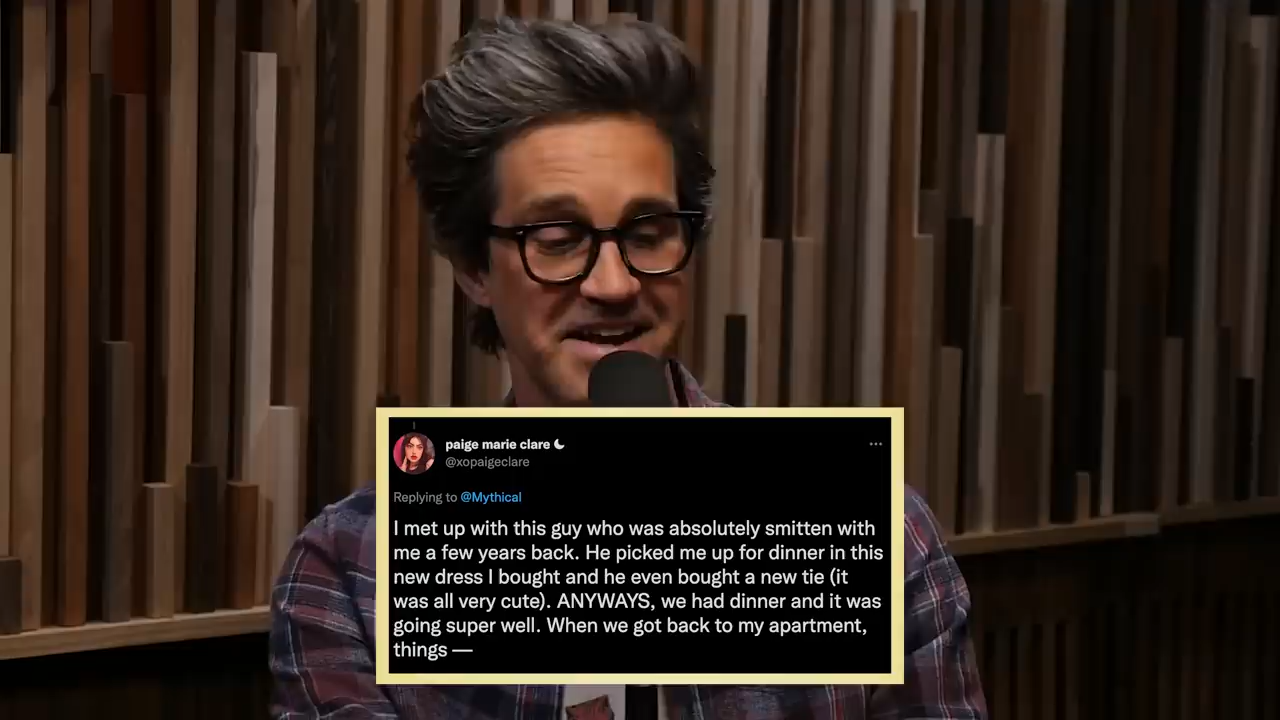 paige marie clare
@xopaigeclare
Replying to @Mythical
I met up with this guy who was absolutely smitten with
me a few years back. He picked me up for dinner in this
new dress I bought and he even bought a new tie (it
was all very cute). ANYWAYS, we had dinner and it was
going super well. When we got back to my apartment,
things —